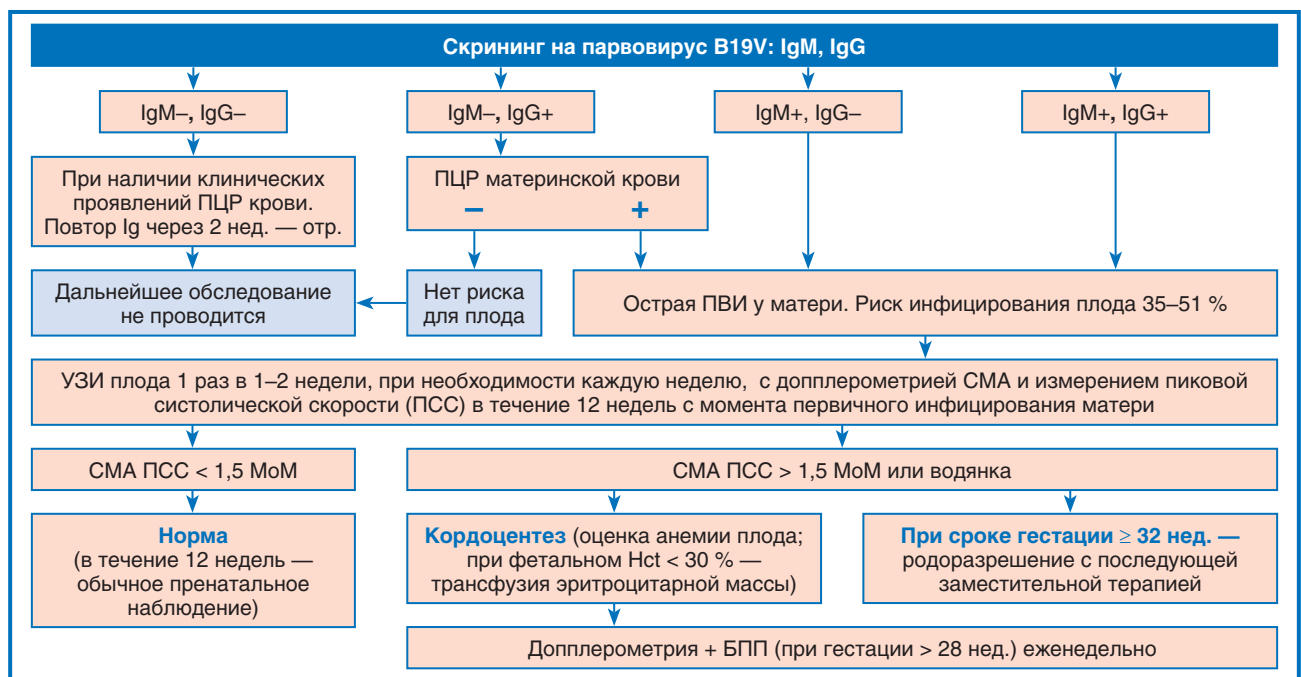 Скрининг на парвовирус B19V: IgM, IgG
IgM–, IgG–
IgM–, IgG+
IgM+, IgG–
IgM+, IgG+
При наличии клинических
проявлений ПЦР крови.
Повтор Ig через 2 нед. — отр.
ПЦР материнской крови
– +
Дальнейшее обследование
не проводится
Нет риска
для плода
Острая ПВИ у матери. Риск инфицирования плода 35–51 %
УЗИ плода 1 раз в 1–2 недели, при необходимости каждую неделю, с допплерометрией СМА и измерением пиковой
систолической скорости (ПСС) в течение 12 недель с момента первичного инфицирования матери
СМА ПСС < 1,5 МоМ
СМА ПСС > 1,5 МоМ или водянка
Норма
(в течение 12 недель —
обычное пренатальное
наблюдение)
Кордоцентез (оценка анемии плода;
при фетальном Hct < 30 % —
трансфузия эритроцитарной массы)
При сроке гестации ≥ 32 нед. —
родоразрешение с последующей
заместительной терапией
Допплерометрия + БПП (при гестации > 28 нед.) еженедельно